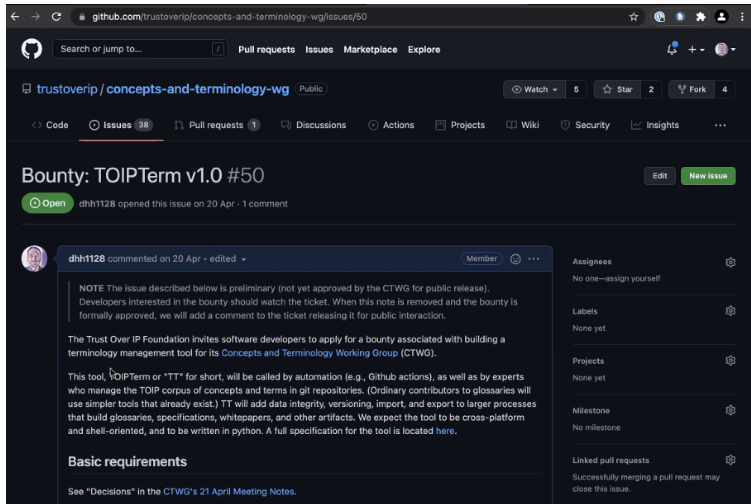 github.com/trustoverip/concepts-and-terminology-wg/issues/50
Search or jump to... / Pull requests Issues Marketplace Explore
trustoverip / concepts-and-terminology-wg Public Watch 5 Star 2 Fork 4
Code Issues 38 Pull requests 1 Discussions Actions Projects Wiki Security Insights ...
Bounty: TOIPTerm v1.0 #50 Edit New issue
Open dhh1128 opened this issue on 20 Apr · 1 comment
dhh1128 commented on 20 Apr • edited Member ...
NOTE The issue described below is preliminary (not yet approved by the CTWG for public release).
Developers interested in the bounty should watch the ticket. When this note is removed and the bounty is
formally approved, we will add a comment to the ticket releasing it for public interaction.
The Trust Over IP Foundation invites software developers to apply for a bounty associated with building a
terminology management tool for its Concepts and Terminology Working Group (CTWG).
This tool, TOIPTerm or "TT" for short, will be called by automation (e.g., Github actions), as well as by experts
who manage the TOIP corpus of concepts and terms in git repositories. (Ordinary contributors to glossaries will
use simpler tools that already exist.) TT will add data integrity, versioning, import, and export to larger processes
that build glossaries, specifications, whitepapers, and other artifacts. We expect the tool to be cross-platform
and shell-oriented, and to be written in python. A full specification for the tool is located here.
Basic requirements
See "Decisions" in the CTWG's 21 April Meeting Notes.
Assignees
No one—assign yourself
Labels
None yet
Projects
None yet
Milestone
No milestone
Linked pull requests
Successfully merging a pull request may
close this issue.